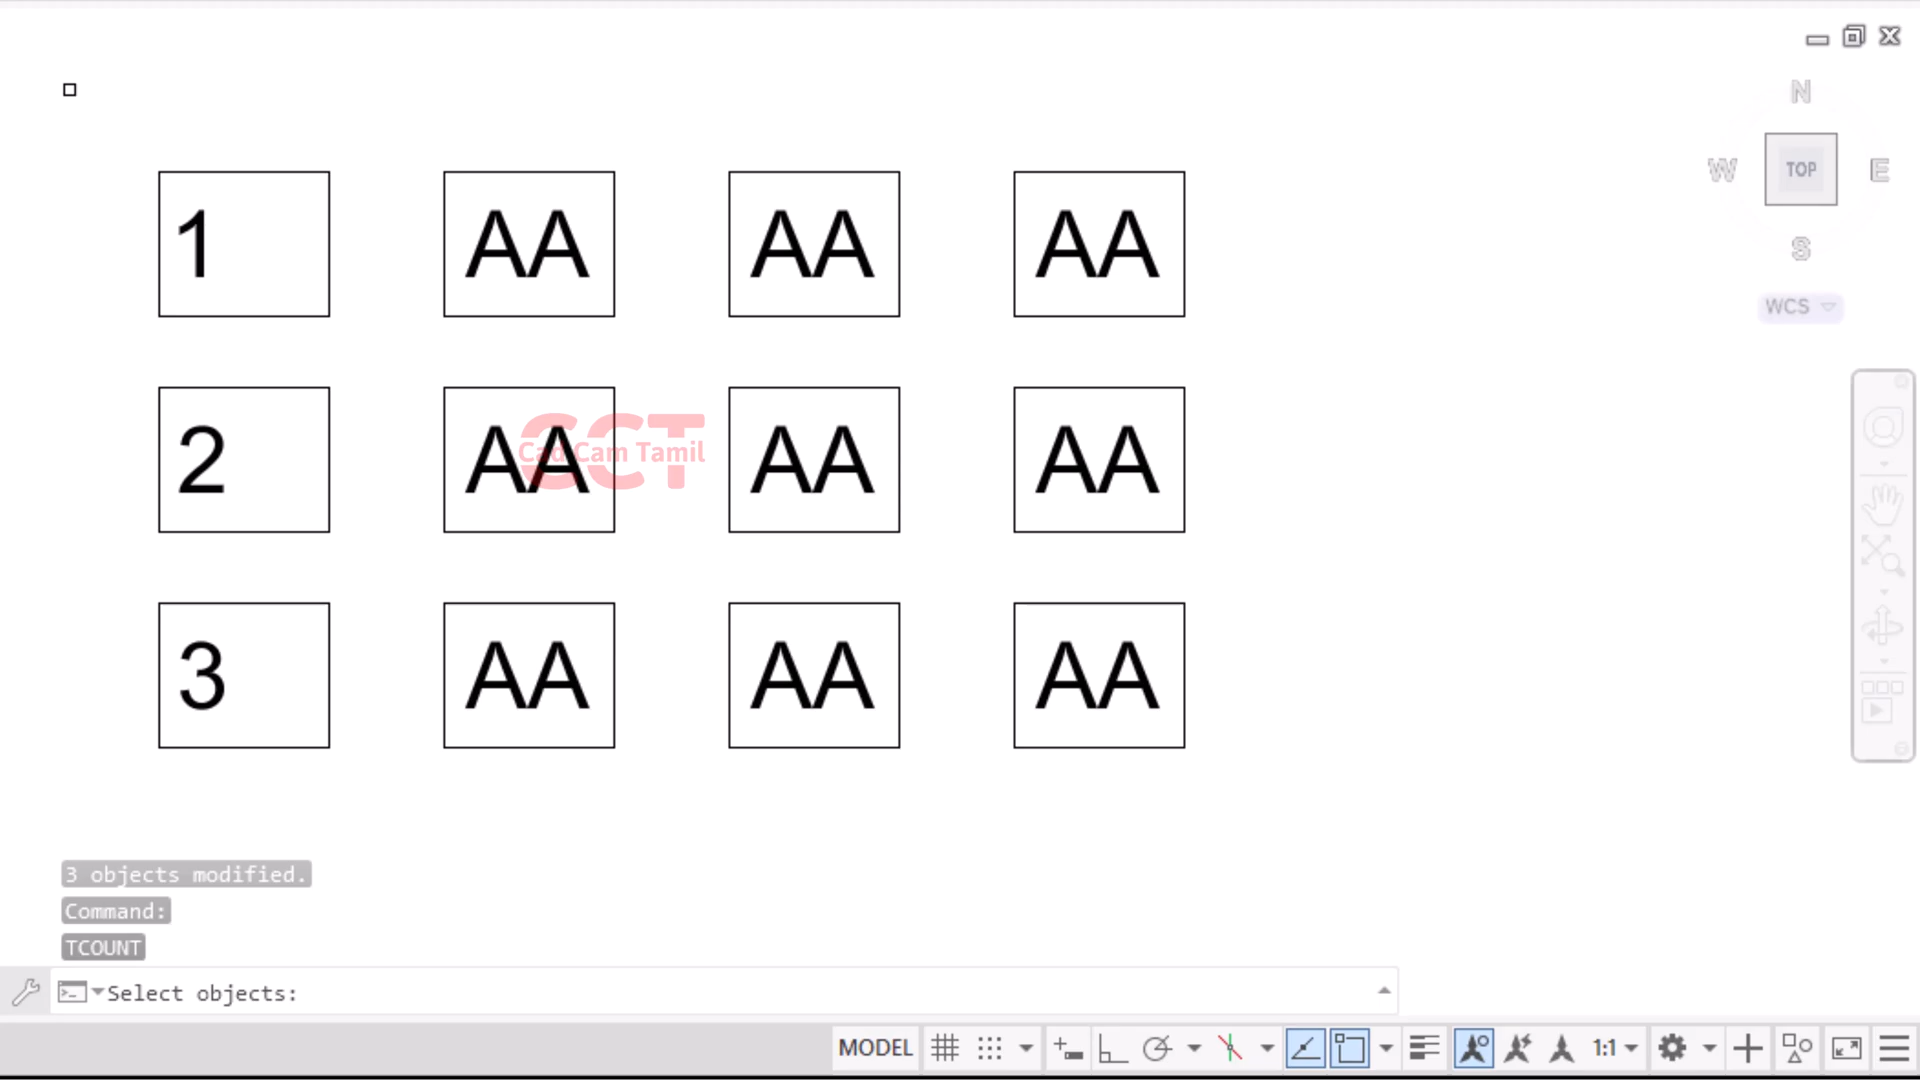 N
W TOP E
S
WCS
1 AA AA AA
2 AA AA AA
CCT
Cad Cam Tamil
3 AA AA AA
3 objects modified.
Command:
TCOUNT
Select objects:
MODEL 1:1